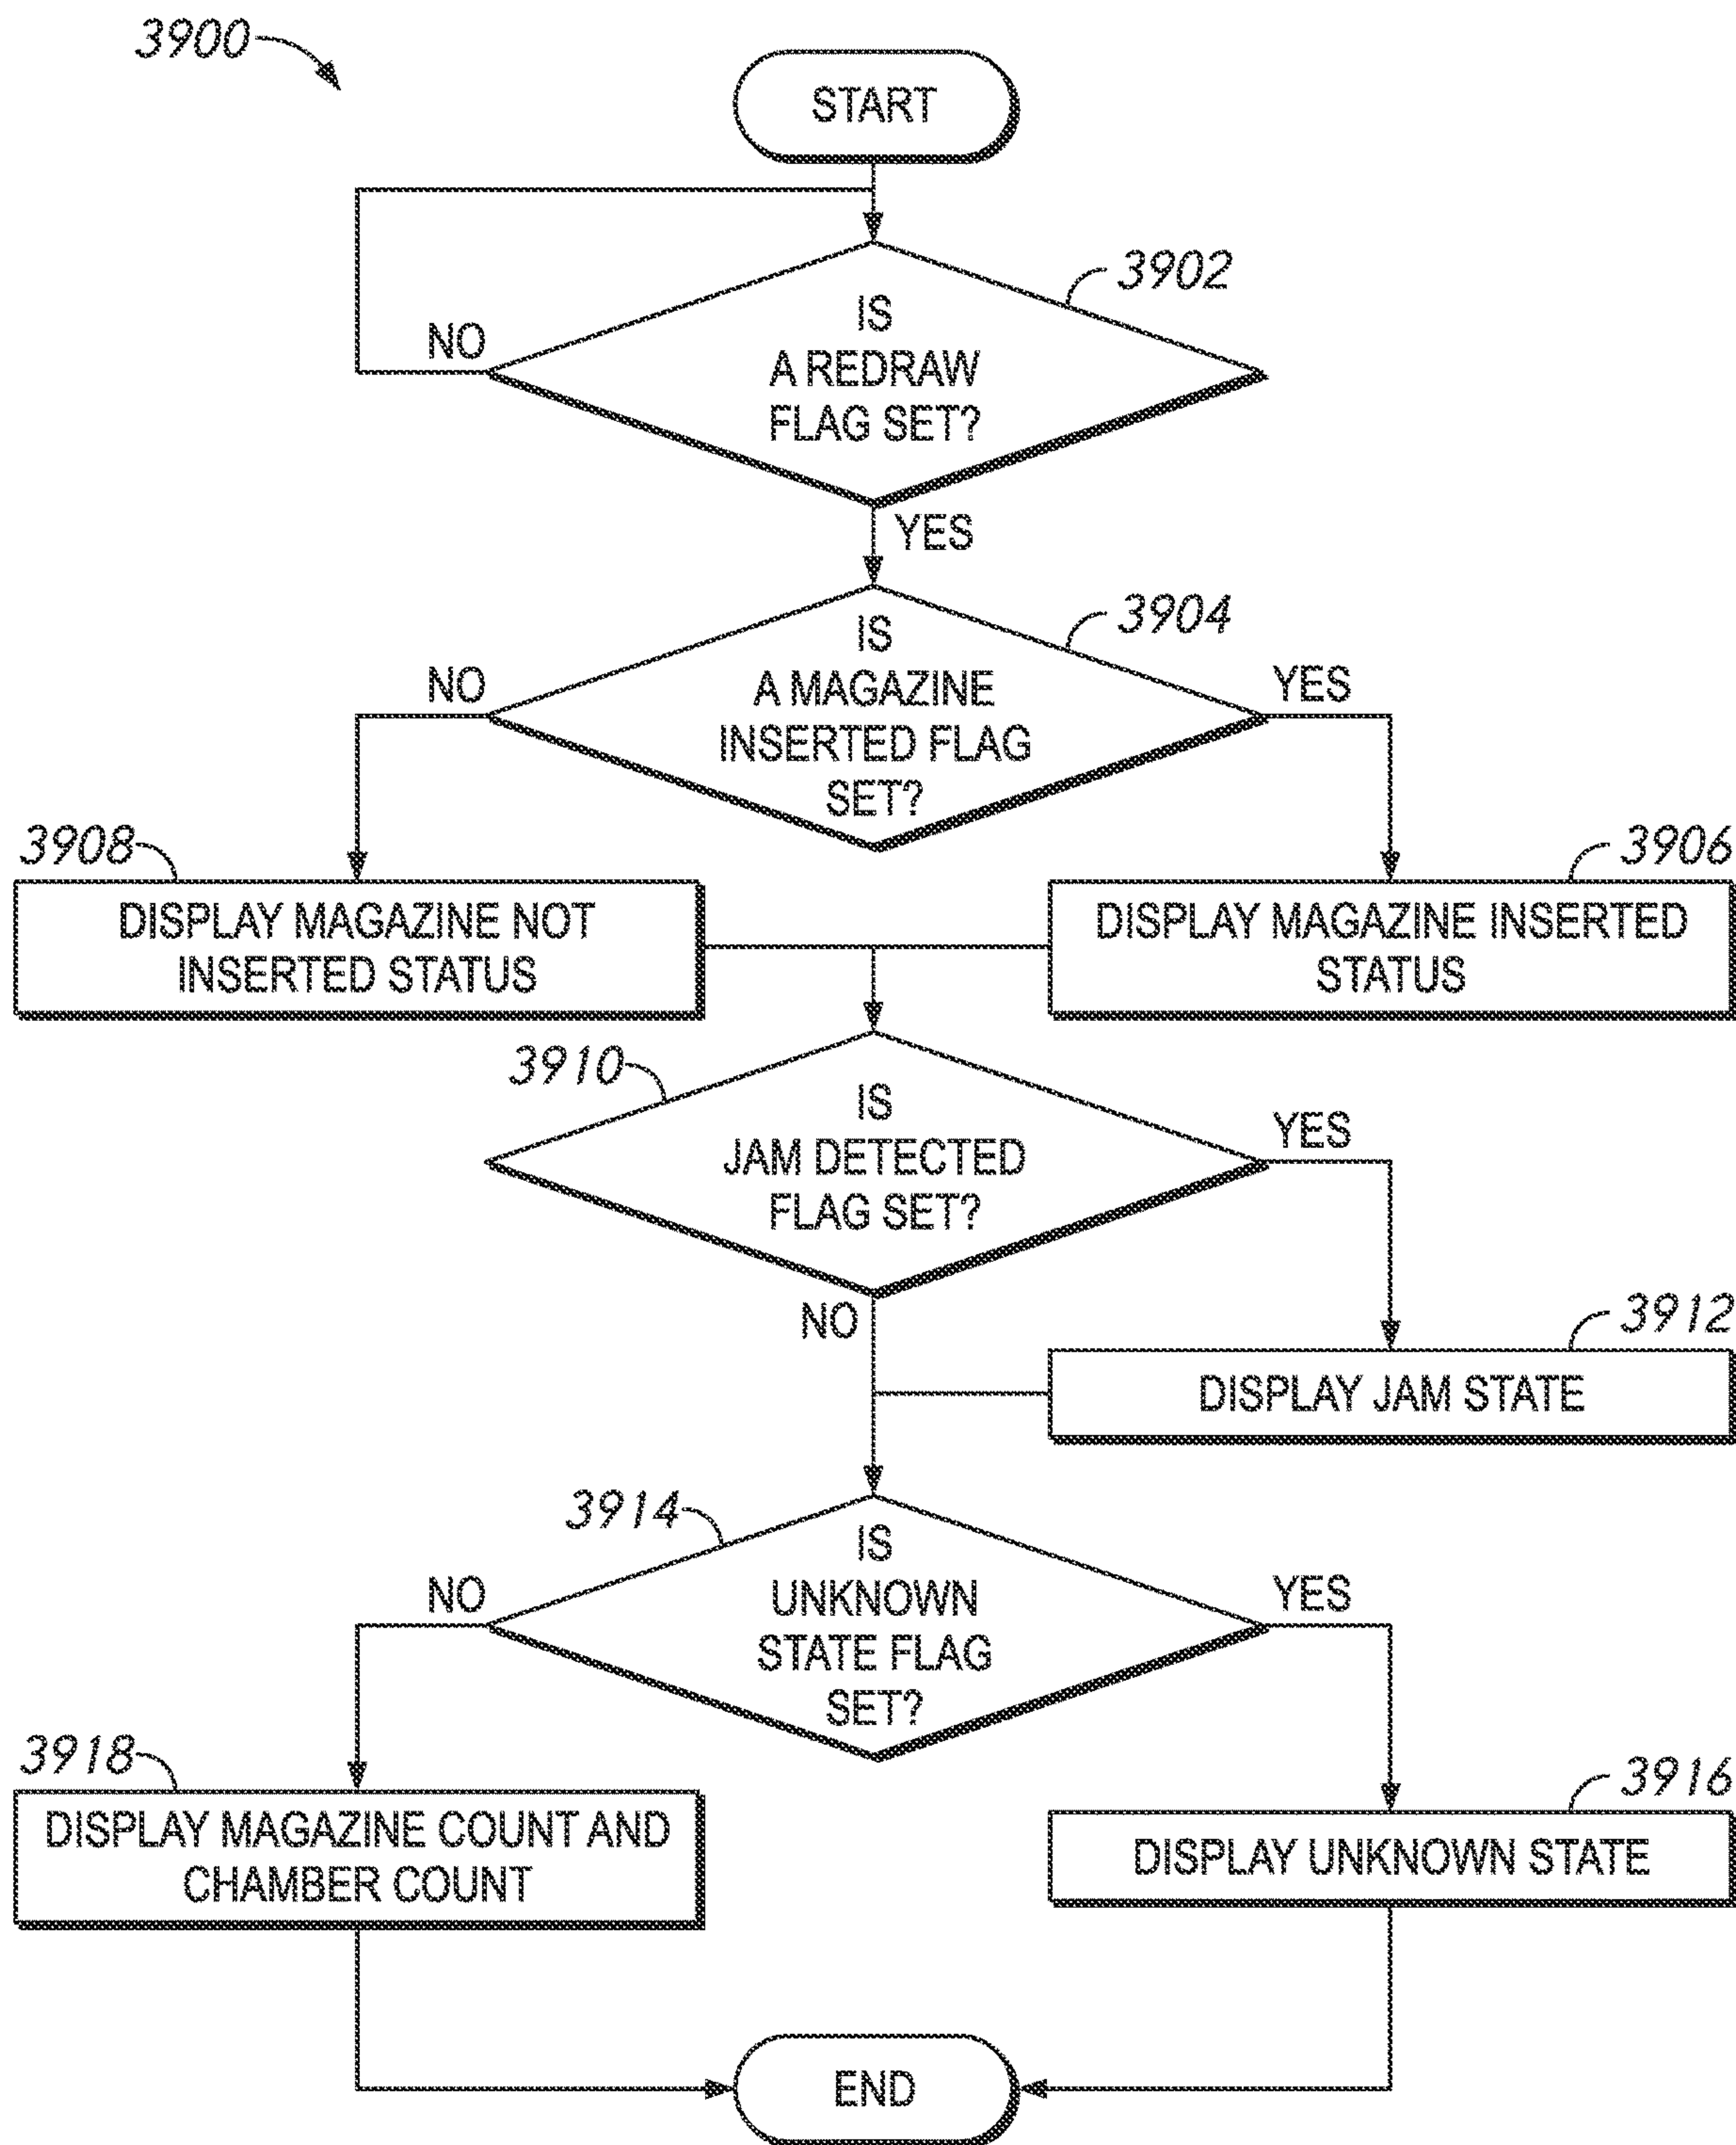 3900
START
3902
IS
A REDRAW
FLAG SET?
NO
YES
3904
IS
A MAGAZINE
INSERTED FLAG
SET?
NO
YES
3908
DISPLAY MAGAZINE NOT
INSERTED STATUS
3906
DISPLAY MAGAZINE INSERTED
STATUS
3910
IS
JAM DETECTED
FLAG SET?
YES
NO
3912
DISPLAY JAM STATE
3914
IS
UNKNOWN
STATE FLAG
SET?
NO
YES
3918
DISPLAY MAGAZINE COUNT AND
CHAMBER COUNT
3916
DISPLAY UNKNOWN STATE
END